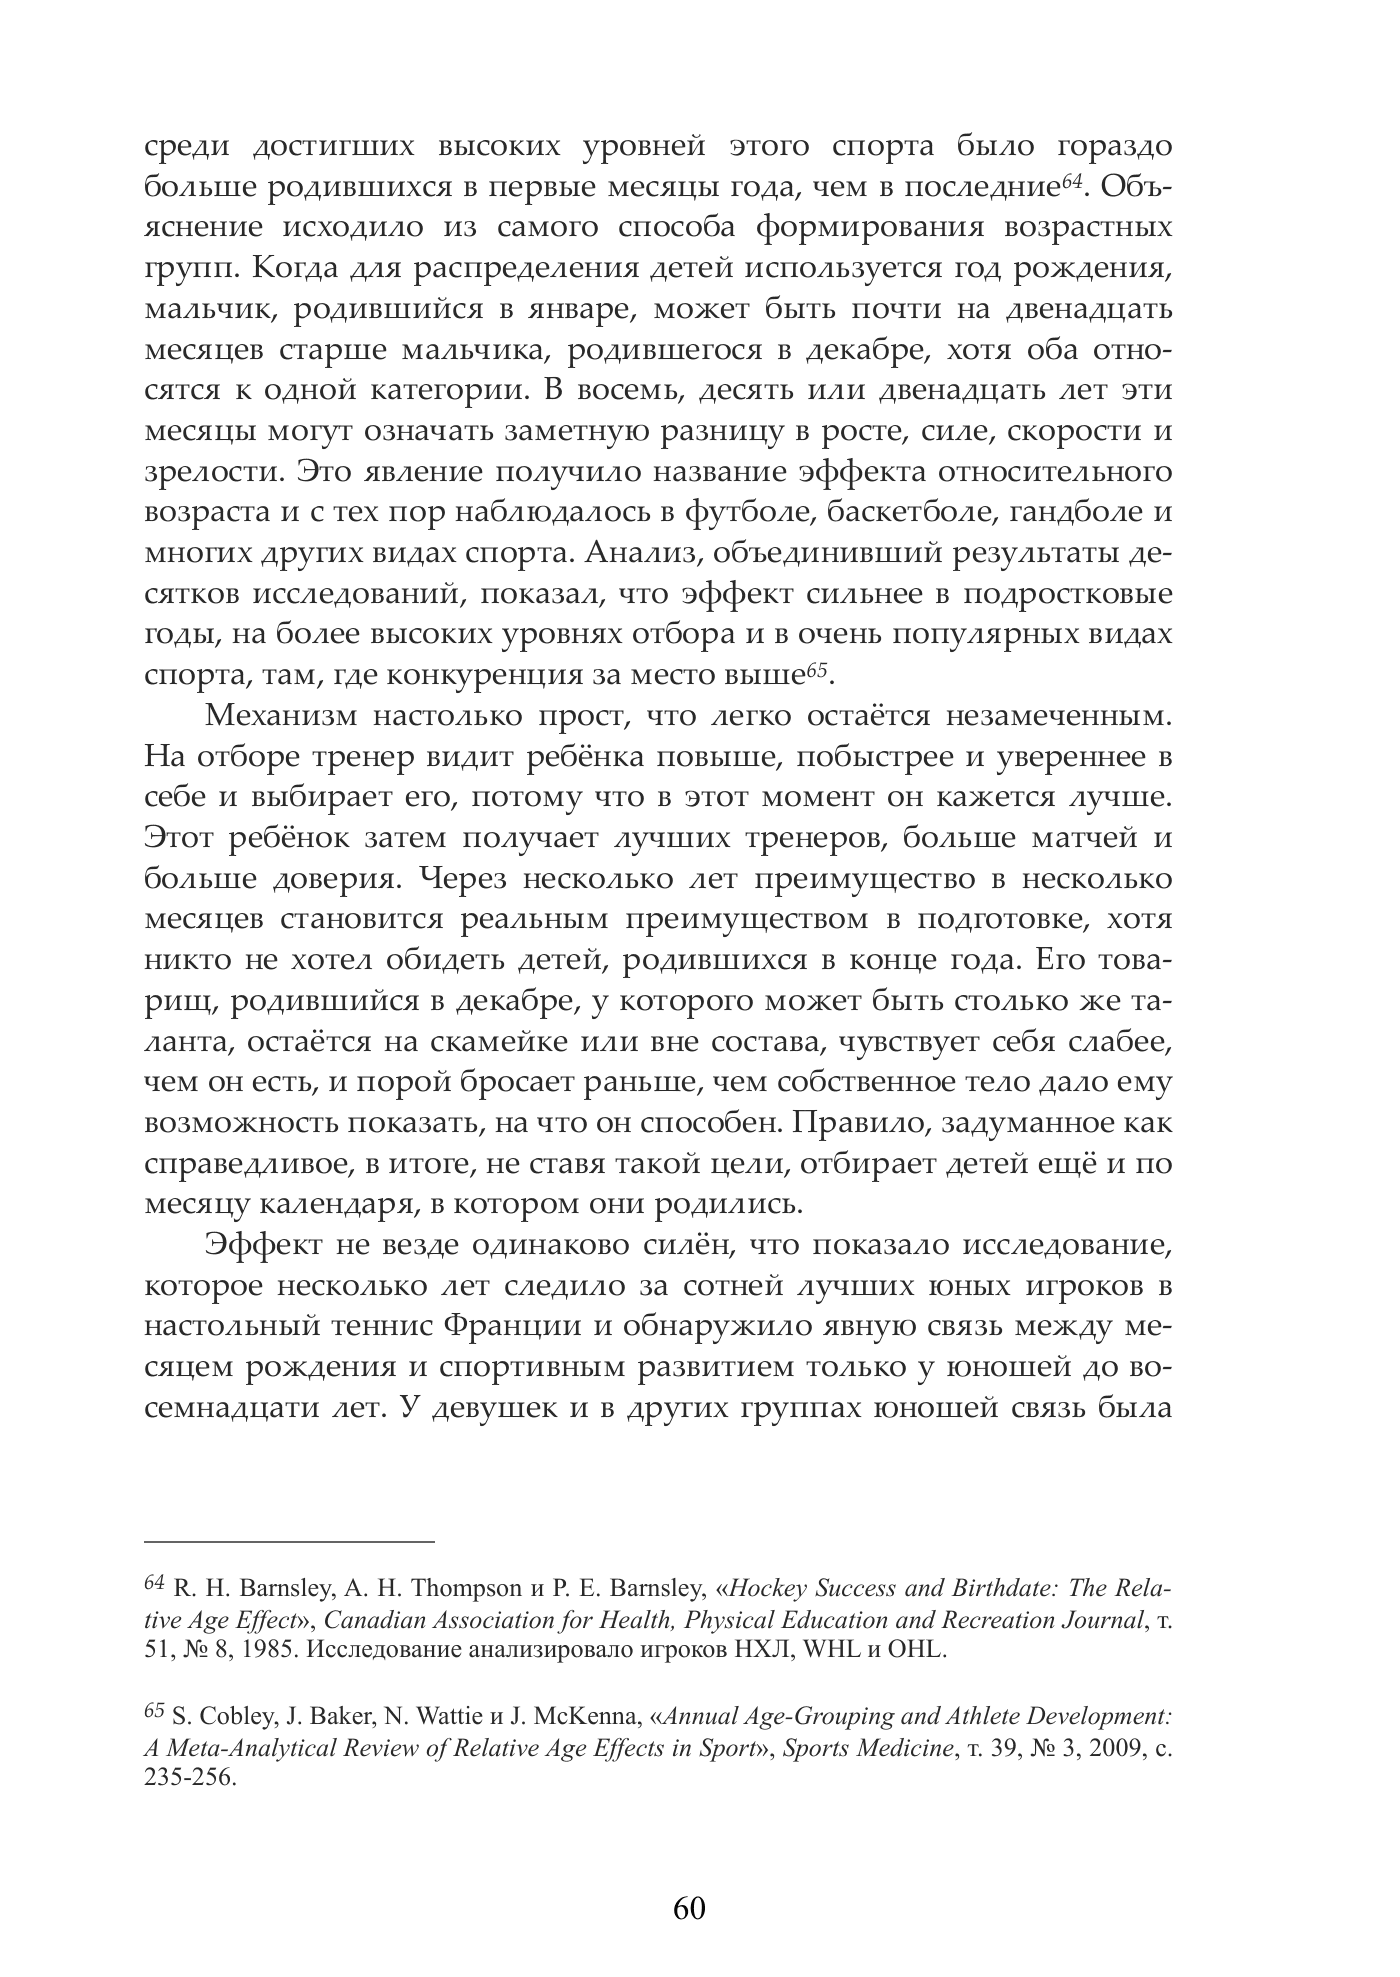 среди достигших высоких уровней этого спорта было гораздо
больше родившихся в первые месяцы года, чем в последние64. Объ-
яснение исходило из самого способа формирования возрастных
групп. Когда для распределения детей используется год рождения,
мальчик, родившийся в январе, может быть почти на двенадцать
месяцев старше мальчика, родившегося в декабре, хотя оба отно-
сятся к одной категории. В восемь, десять или двенадцать лет эти
месяцы могут означать заметную разницу в росте, силе, скорости и
зрелости. Это явление получило название эффекта относительного
возраста и с тех пор наблюдалось в футболе, баскетболе, гандболе и
многих других видах спорта. Анализ, объединивший результаты де-
сятков исследований, показал, что эффект сильнее в подростковые
годы, на более высоких уровнях отбора и в очень популярных видах
спорта, там, где конкуренция за место выше65.
Механизм настолько прост, что легко остаётся незамеченным.
На отборе тренер видит ребёнка повыше, побыстрее и увереннее в
себе и выбирает его, потому что в этот момент он кажется лучше.
Этот ребёнок затем получает лучших тренеров, больше матчей и
больше доверия. Через несколько лет преимущество в несколько
месяцев становится реальным преимуществом в подготовке, хотя
никто не хотел обидеть детей, родившихся в конце года. Его това-
рищ, родившийся в декабре, у которого может быть столько же та-
ланта, остаётся на скамейке или вне состава, чувствует себя слабее,
чем он есть, и порой бросает раньше, чем собственное тело дало ему
возможность показать, на что он способен. Правило, задуманное как
справедливое, в итоге, не ставя такой цели, отбирает детей ещё и по
месяцу календаря, в котором они родились.
Эффект не везде одинаково силён, что показало исследование,
которое несколько лет следило за сотней лучших юных игроков в
настольный теннис Франции и обнаружило явную связь между ме-
сяцем рождения и спортивным развитием только у юношей до во-
семнадцати лет. У девушек и в других группах юношей связь была
64 R. H. Barnsley, A. H. Thompson и P. E. Barnsley, «Hockey Success and Birthdate: The Rela-
tive Age Effect», Canadian Association for Health, Physical Education and Recreation Journal, т.
51, № 8, 1985. Исследование анализировало игроков НХЛ, WHL и OHL.
65 S. Cobley, J. Baker, N. Wattie и J. McKenna, «Annual Age-Grouping and Athlete Development:
A Meta-Analytical Review of Relative Age Effects in Sport», Sports Medicine, т. 39, № 3, 2009, с.
235-256.
60